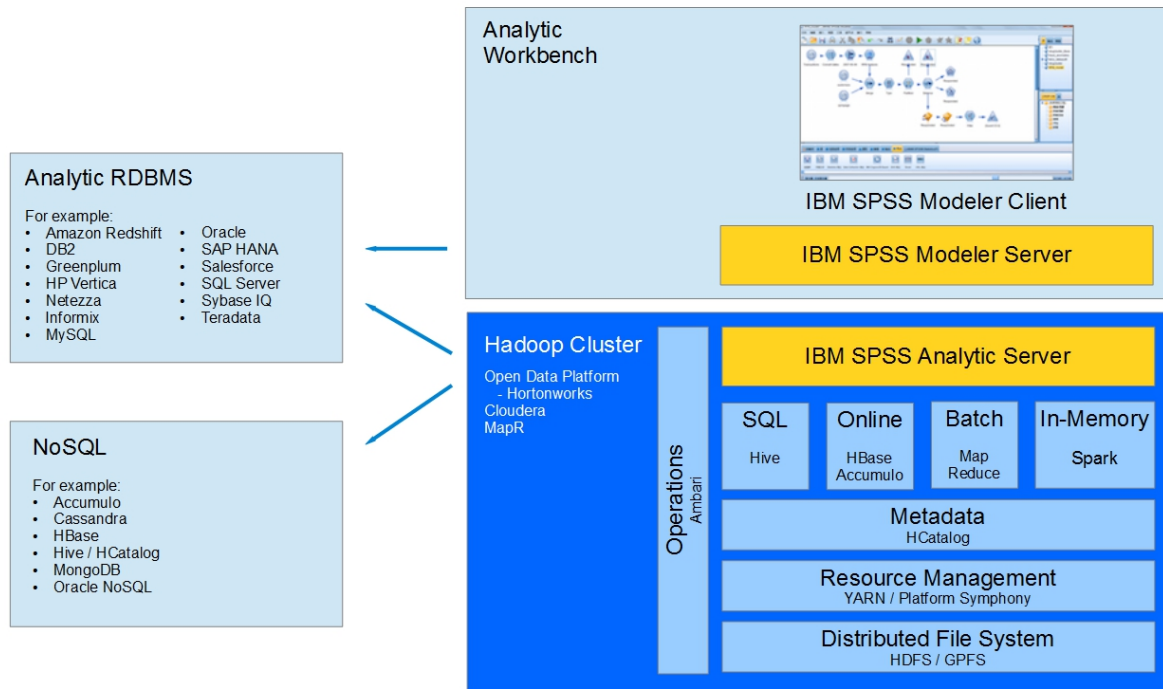 Analytic
Workbench
IBM SPSS Modeler Client
IBM SPSS Modeler Server
Analytic RDBMS
For example:
• Amazon Redshift
• DB2
• Greenplum
• HP Vertica
• Netezza
• Informix
• MySQL
• Oracle
• SAP HANA
• Salesforce
• SQL Server
• Sybase IQ
• Teradata
NoSQL
For example:
• Accumulo
• Cassandra
• HBase
• Hive / HCatalog
• MongoDB
• Oracle NoSQL
Hadoop Cluster
Open Data Platform
- Hortonworks
Cloudera
MapR
Operations
Ambari
IBM SPSS Analytic Server
SQL
Hive
Online
HBase
Accumulo
Batch
Map
Reduce
In-Memory
Spark
Metadata
HCatalog
Resource Management
YARN / Platform Symphony
Distributed File System
HDFS / GPFS